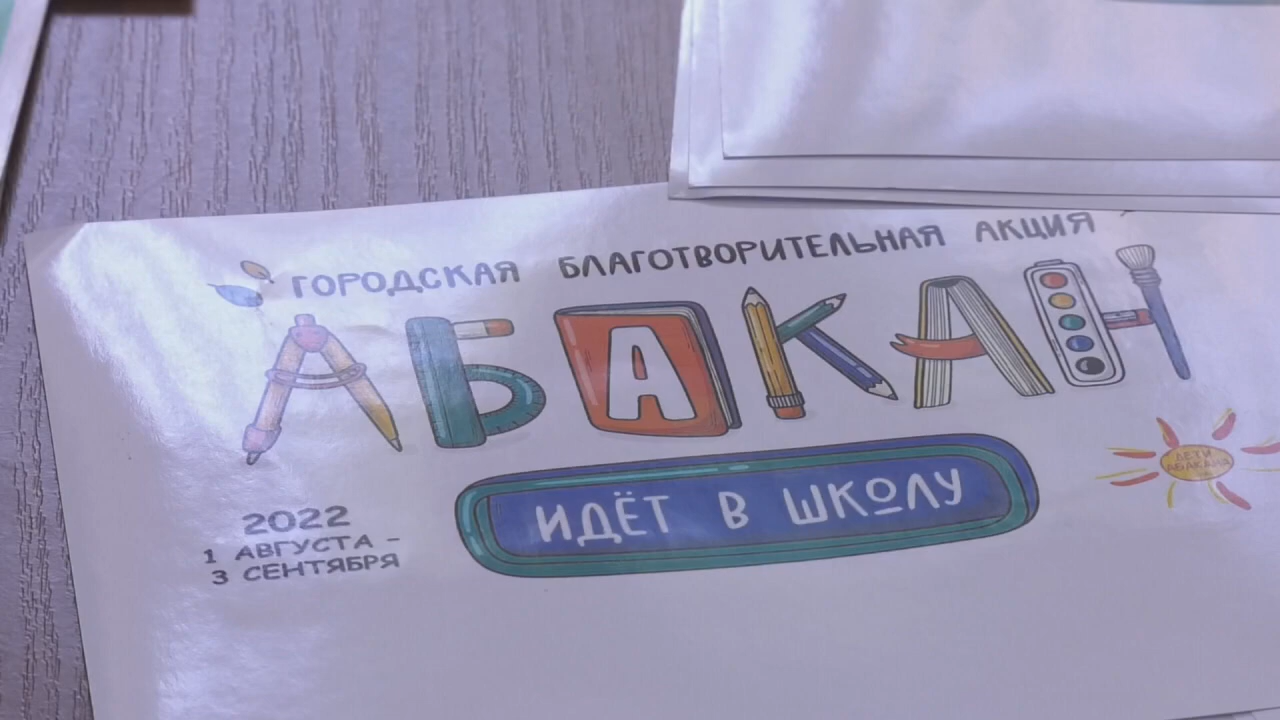 ГОРОДСКАЯ БЛАГОТВОРИТЕЛЬНАЯ АКЦИЯ
АБАКАН
ИДЁТ В ШКОЛУ
2022
1 АВГУСТА –
3 СЕНТЯБРЯ
ДЕТИ
АБАКАНА